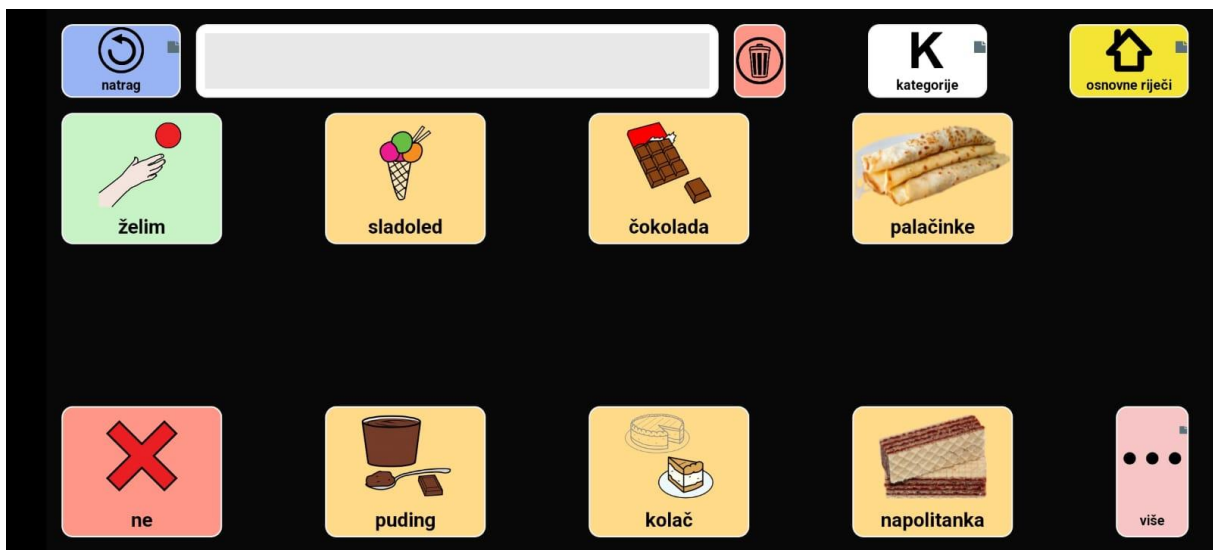 natrag
K
kategorije
osnovne riječi
želim
sladoled
čokolada
palačinke
ne
puding
kolač
napolitanka
više